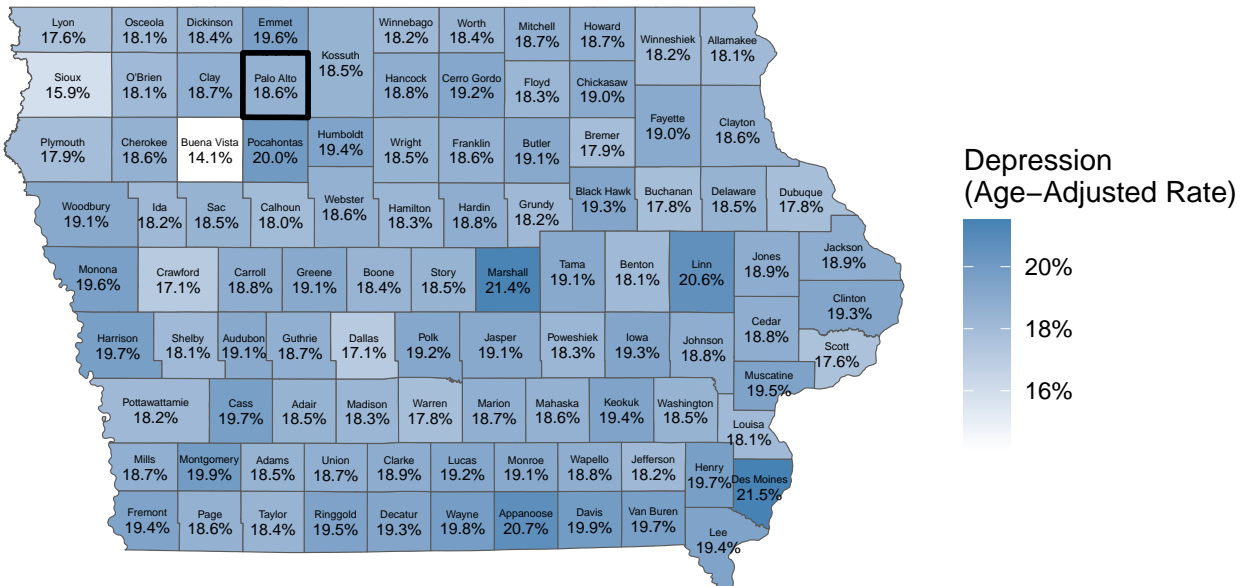 Lyon
17.6%
Osceola
18.1%
Dickinson
18.4%
Emmet
19.6%
Kossuth
18.5%
Winnebago
18.2%
Worth
18.4%
Mitchell
18.7%
Howard
18.7%
Winneshiek
18.2%
Allamakee
18.1%
Sioux
15.9%
O'Brien
18.1%
Clay
18.7%
Palo Alto
18.6%
Hancock
18.8%
Cerro Gordo
19.2%
Floyd
18.3%
Chickasaw
19.0%
Fayette
19.0%
Clayton
18.6%
Plymouth
17.9%
Cherokee
18.6%
Buena Vista
14.1%
Pocahontas
20.0%
Humboldt
19.4%
Wright
18.5%
Franklin
18.6%
Butler
19.1%
Bremer
17.9%
Woodbury
19.1%
Ida
18.2%
Sac
18.5%
Calhoun
18.0%
Webster
18.6%
Hamilton
18.3%
Hardin
18.8%
Grundy
18.2%
Black Hawk
19.3%
Buchanan
17.8%
Delaware
18.5%
Dubuque
17.8%
Monona
19.6%
Crawford
17.1%
Carroll
18.8%
Greene
19.1%
Boone
18.4%
Story
18.5%
Marshall
21.4%
Tama
19.1%
Benton
18.1%
Linn
20.6%
Jones
18.9%
Jackson
18.9%
Clinton
19.3%
Harrison
19.7%
Shelby
18.1%
Audubon
19.1%
Guthrie
18.7%
Dallas
17.1%
Polk
19.2%
Jasper
19.1%
Poweshiek
18.3%
Iowa
19.3%
Johnson
18.8%
Cedar
18.8%
Scott
17.6%
Muscatine
19.5%
Pottawattamie
18.2%
Cass
19.7%
Adair
18.5%
Madison
18.3%
Warren
17.8%
Marion
18.7%
Mahaska
18.6%
Keokuk
19.4%
Washington
18.5%
Louisa
18.1%
Mills
18.7%
Montgomery
19.9%
Adams
18.5%
Union
18.7%
Clarke
18.9%
Lucas
19.2%
Monroe
19.1%
Wapello
18.8%
Jefferson
18.2%
Henry
19.7%
Des Moines
21.5%
Fremont
19.4%
Page
18.6%
Taylor
18.4%
Ringgold
19.5%
Decatur
19.3%
Wayne
19.8%
Appanoose
20.7%
Davis
19.9%
Van Buren
19.7%
Lee
19.4%
Depression
(Age−Adjusted Rate)
20%
18%
16%